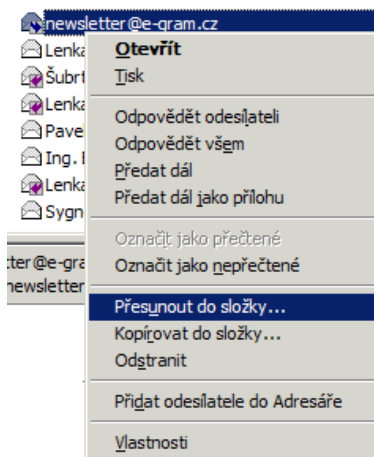 newsletter@e-gram.cz
Lenka
Otevřít
Šubrt
Tisk
Lenka
Odpovědět odesílateli
Pavel
Odpovědět všem
Ing.
Předat dál
Lenka
Předat dál jako přílohu
Sygn
Označit jako přečtené
ter@e-gra
Označit jako nepřečtené
newsletter
Přesunout do složky...
Kopírovat do složky...
Odstranit
Přidat odesílatele do Adresáře
Vlastnosti